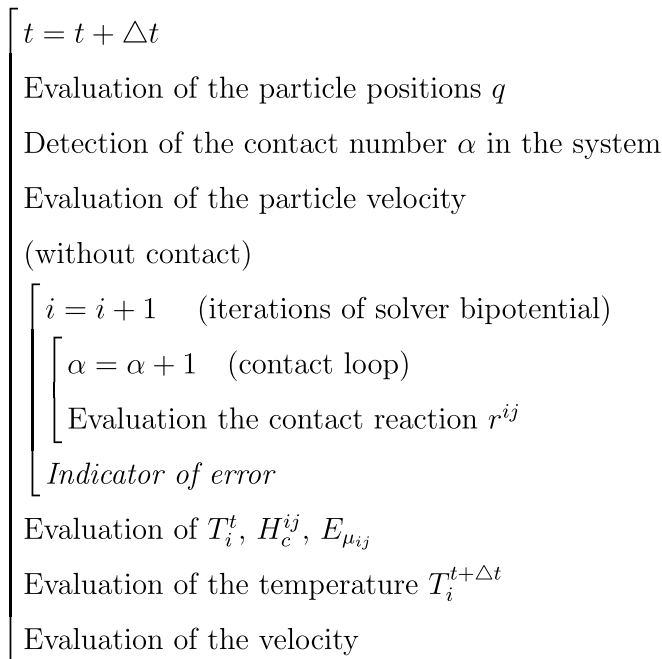 t = t + △t
Evaluation of the particle positions q
Detection of the contact number α in the system
Evaluation of the particle velocity
(without contact)
i = i + 1 (iterations of solver bipotential)
α = α + 1 (contact loop)
Evaluation the contact reaction r^{ij}
Indicator of error
Evaluation of T_i^t, H_c^{ij}, E_{μ_{ij}}
Evaluation of the temperature T_i^{t+△t}
Evaluation of the velocity